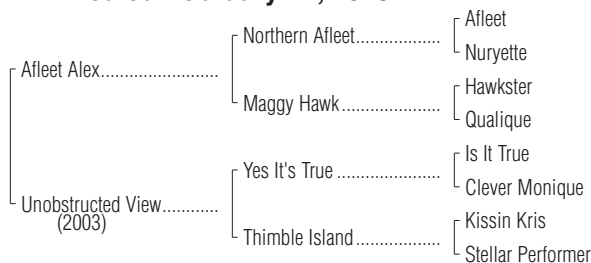 Afleet
Northern Afleet.....................
Nuryette
Afleet Alex.........................
Hawkster
Maggy Hawk.....................
Qualique
Is It True
Yes It's True.....................
Clever Monique
Unobstructed View............
(2003)
Kissin Kris
Thimble Island.....................
Stellar Performer